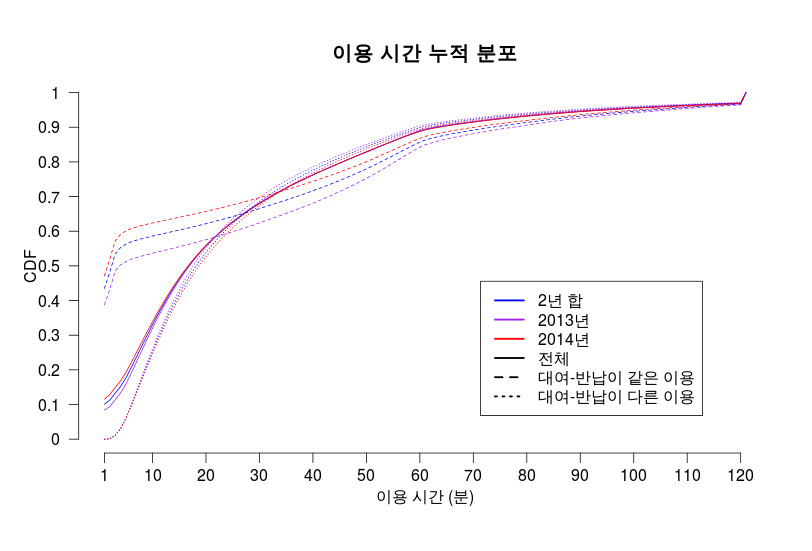 이용 시간 누적 분포
CDF
1
0.9
0.8
0.7
0.6
0.5
0.4
0.3
0.2
0.1
0
2년 합
2013년
2014년
전체
대여-반납이 같은 이용
대여-반납이 다른 이용
1 10 20 30 40 50 60 70 80 90 100 110 120
이용 시간 (분)